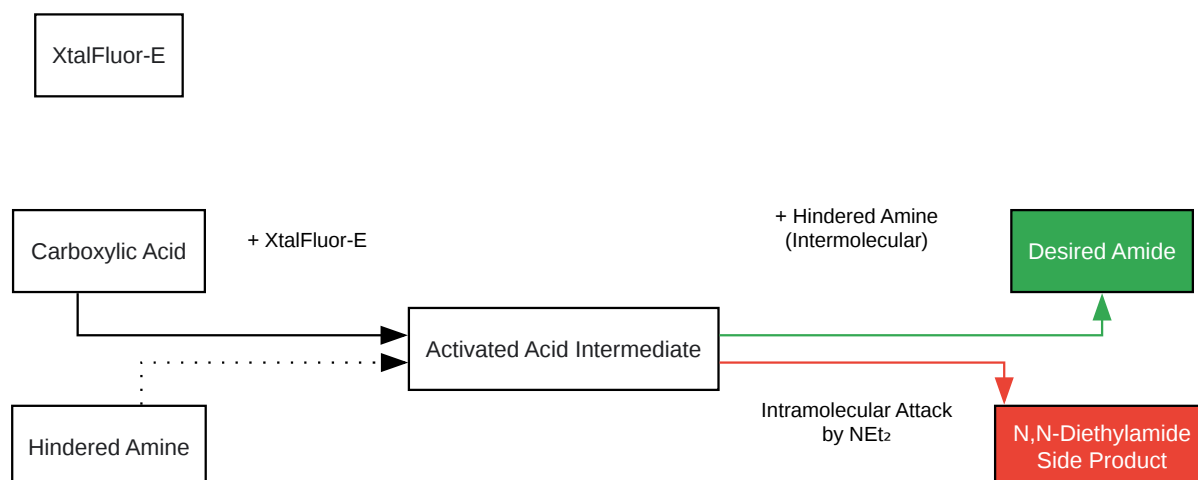 XtalFluor-E
+ Hindered Amine
(Intermolecular)
Carboxylic Acid
+ XtalFluor-E
Desired Amide
Activated Acid Intermediate
Intramolecular Attack
by NEt₂
Hindered Amine
N,N-Diethylamide
Side Product